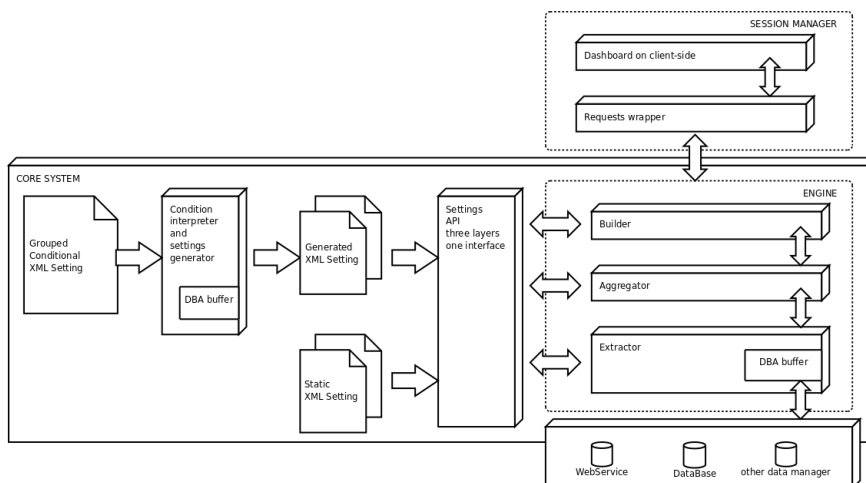 SESSION MANAGER
Dashboard on client-side
Requests wrapper
CORE SYSTEM
Grouped
Conditional
XML Setting
Condition
interpreter
and
settings
generator
DBA buffer
Generated
XML Setting
Static
XML Setting
Settings
API
three layers
one interface
ENGINE
Builder
Aggregator
Extractor
DBA buffer
WebService
DataBase
other data manager